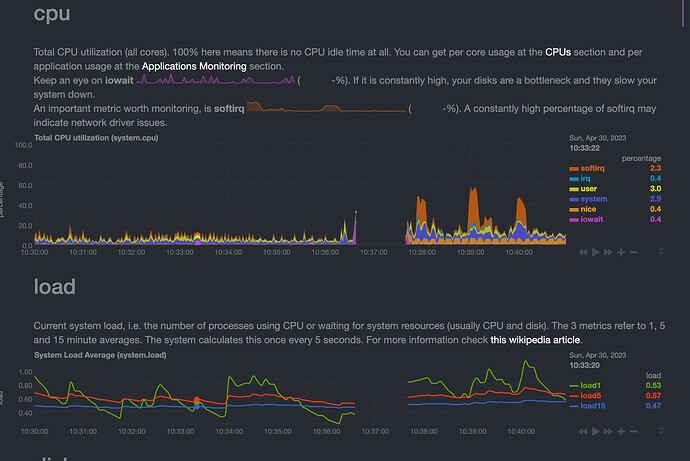 cpu
Total CPU utilization (all cores). 100% here means there is no CPU idle time at all. You can get per core usage at the CPUs section and per
application usage at the Applications Monitoring section.
Keep an eye on iowait ( -%). If it is constantly high, your disks are a bottleneck and they slow your
system down.
An important metric worth monitoring, is softirq ( -%). A constantly high percentage of softirq may
indicate network driver issues.
Total CPU utilization (system.cpu)
Sun, Apr 30, 2023
10:33:22
percentage
softirq 2.3
irq 0.4
user 3.0
system 2.9
nice 0.4
iowait 0.4
percentage
100.0
80.0
60.0
40.0
20.0
0.0
10:30:00 10:31:00 10:32:00 10:33:00 10:34:00 10:35:00 10:36:00 10:37:00 10:38:00 10:39:00 10:40:00
load
Current system load, i.e. the number of processes using CPU or waiting for system resources (usually CPU and disk). The 3 metrics refer to 1, 5
and 15 minute averages. The system calculates this once every 5 seconds. For more information check this wikipedia article.
System Load Average (system.load)
Sun, Apr 30, 2023
10:33:20
load
load1 0.53
load5 0.57
load15 0.47
load
1.00
0.80
0.60
0.40
10:30:00 10:31:00 10:32:00 10:33:00 10:34:00 10:35:00 10:36:00 10:37:00 10:38:00 10:39:00 10:40:00